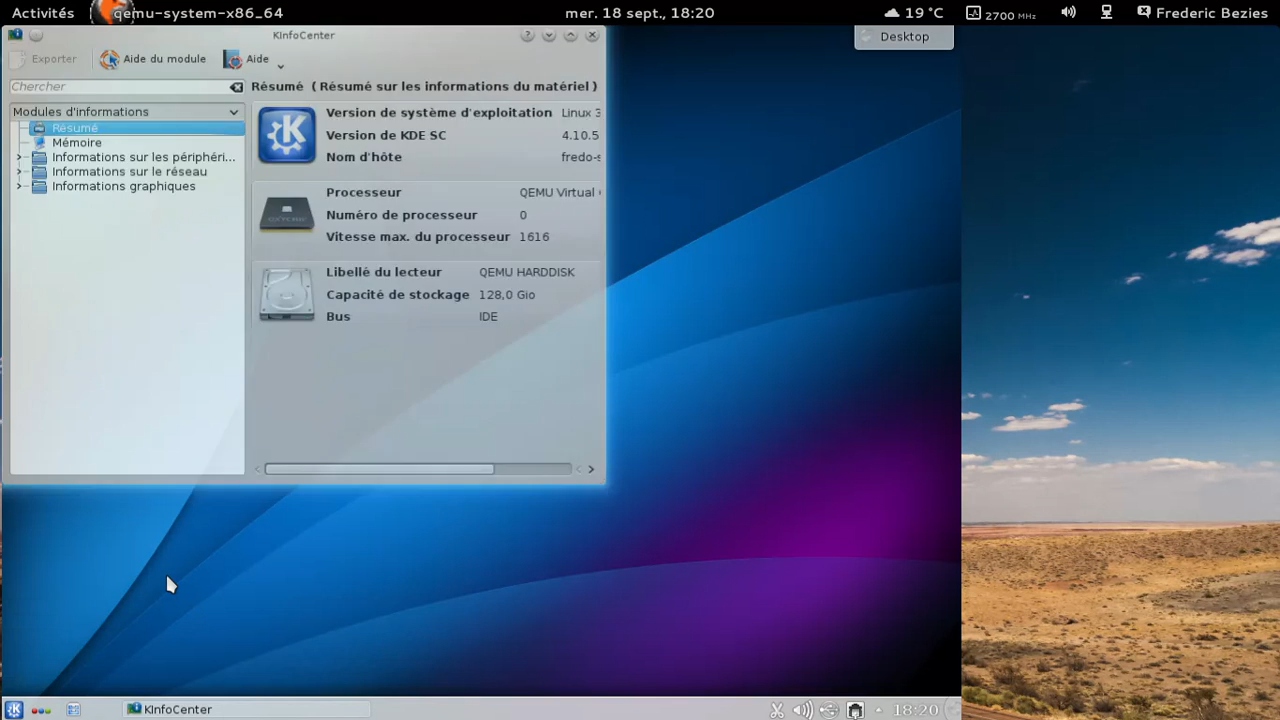 Activités qemu-system-x86_64 mer. 18 sept., 18:20 19 °C 2700 MHz Frederic Bezies
KInfoCenter
Desktop
Exporter Aide du module Aide
Chercher
Résumé ( Résumé sur les informations du matériel )
Modules d'informations
Résumé
Mémoire
Informations sur les périphéri...
Informations sur le réseau
Informations graphiques
Version de système d'exploitation Linux 3
Version de KDE SC 4.10.5
Nom d'hôte fredo-s
Processeur QEMU Virtual
Numéro de processeur 0
Vitesse max. du processeur 1616
Libellé du lecteur QEMU HARDDISK
Capacité de stockage 128,0 Gio
Bus IDE
KInfoCenter 18:20